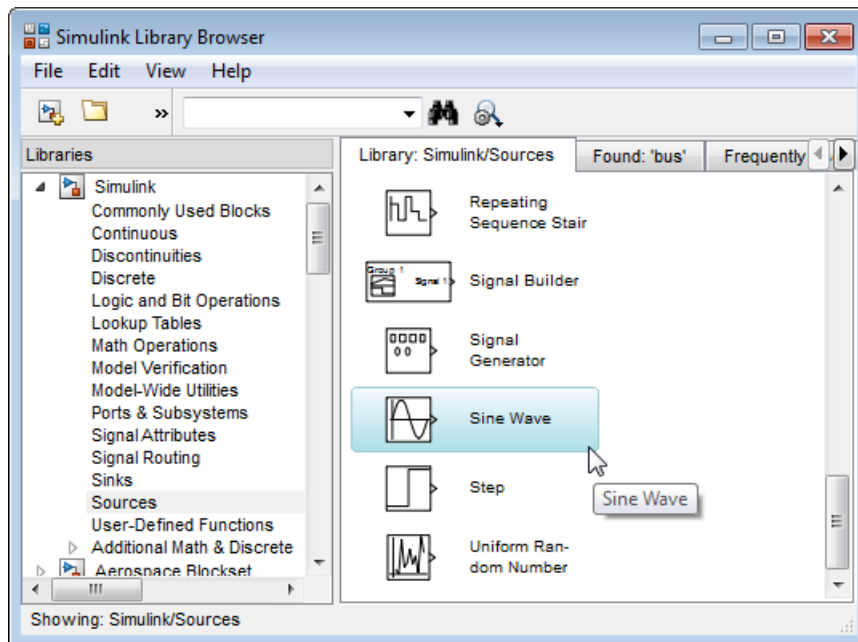 Simulink Library Browser
File Edit View Help
»
Libraries
Library: Simulink/Sources
Found: 'bus'
Frequently
Simulink
Commonly Used Blocks
Continuous
Discontinuities
Discrete
Logic and Bit Operations
Lookup Tables
Math Operations
Model Verification
Model-Wide Utilities
Ports & Subsystems
Signal Attributes
Signal Routing
Sinks
Sources
User-Defined Functions
Additional Math & Discrete
Aerospace Blockset
Repeating
Sequence Stair
Group 1
Signal 1
Signal Builder
Signal
Generator
Sine Wave
Step
Sine Wave
Uniform Ran-
dom Number
Showing: Simulink/Sources